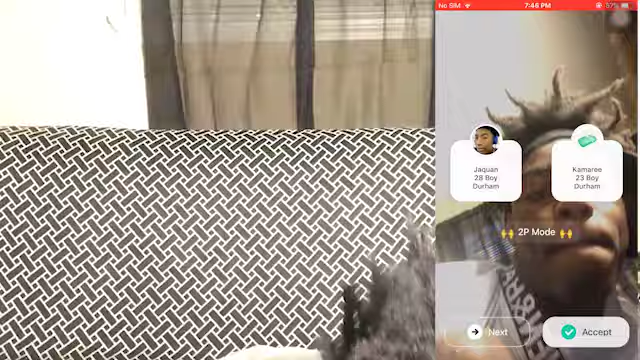 No SIM 7:46 PM 57%
Jaquan
28 Boy
Durham
Kamaree
23 Boy
Durham
🙌 2P Mode 🙌
Next
Accept